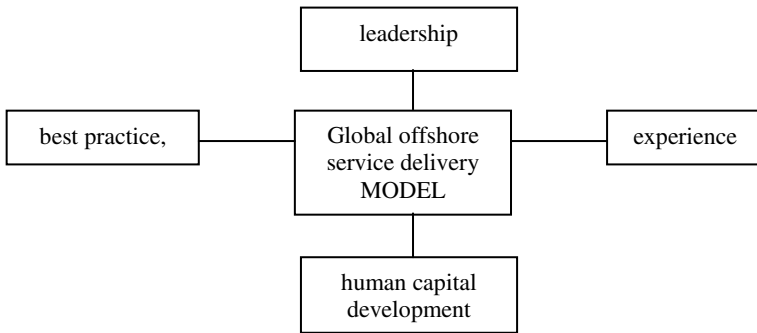 leadership
best practice,
Global offshore
service delivery
MODEL
experience
human capital
development